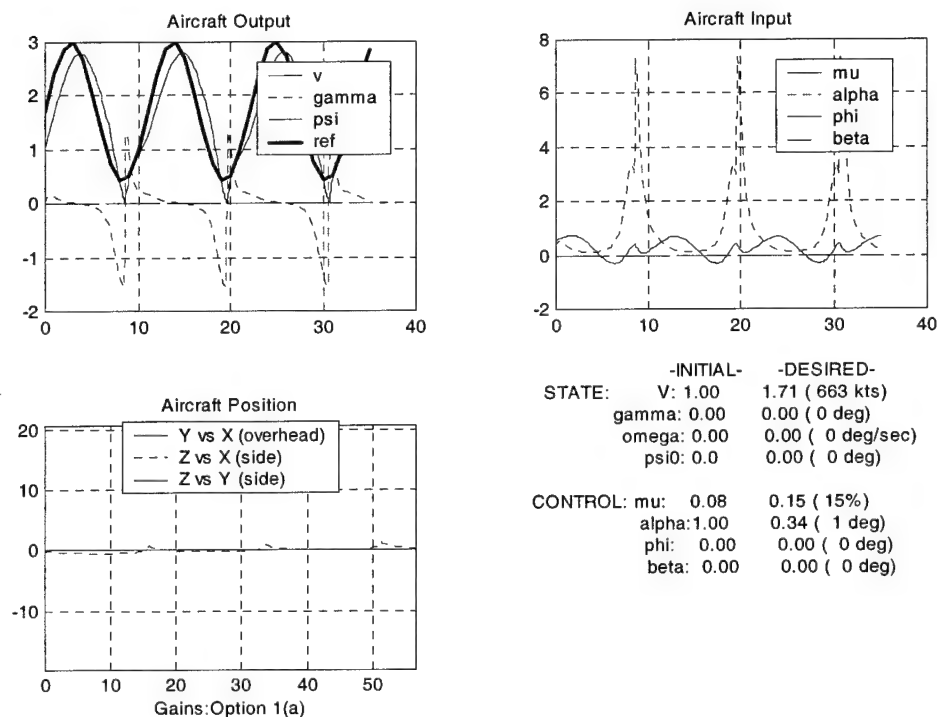 Aircraft Output
3
2
1
0
-1
-2
0 10 20 30 40
v
gamma
psi
ref
Aircraft Input
8
6
4
2
0
-2
0 10 20 30 40
mu
alpha
phi
beta
Aircraft Position
20
10
0
-10
0 10 20 30 40 50
Y vs X (overhead)
Z vs X (side)
Z vs Y (side)
Gains:Option 1(a)
-INITIAL- -DESIRED-
STATE: V: 1.00 1.71 ( 663 kts)
gamma: 0.00 0.00 ( 0 deg)
omega: 0.00 0.00 ( 0 deg/sec)
psi0: 0.0 0.00 ( 0 deg)
CONTROL: mu: 0.08 0.15 ( 15%)
alpha:1.00 0.34 ( 1 deg)
phi: 0.00 0.00 ( 0 deg)
beta: 0.00 0.00 ( 0 deg)